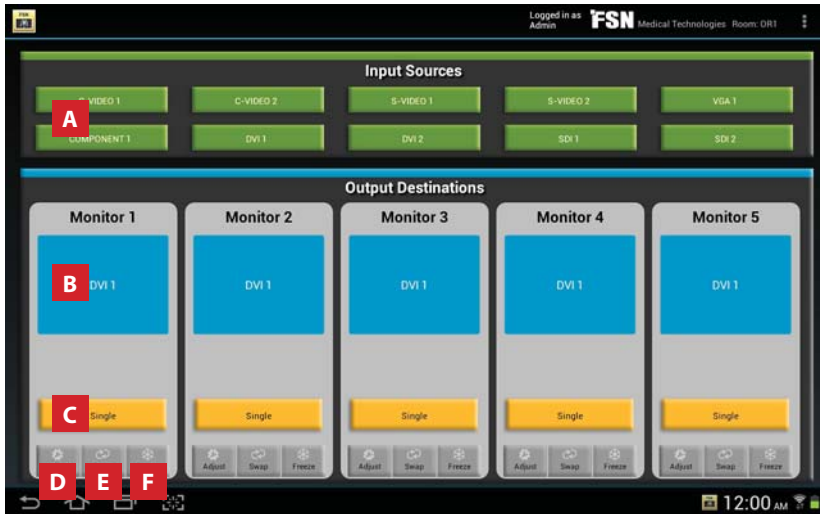 Logged in as
Admin
FSN Medical Technologies Room: OR1
Input Sources
A
VIDEO 1
C-VIDEO 2
S-VIDEO 1
S-VIDEO 2
VGA 1
COMPONENT 1
DVI 1
DVI 2
SDI 1
SDI 2
Output Destinations
Monitor 1
Monitor 2
Monitor 3
Monitor 4
Monitor 5
B
DVI 1
DVI 1
DVI 1
DVI 1
DVI 1
C
Single
Single
Single
Single
Single
D
E
F
Adjust Swap Freeze
Adjust Swap Freeze
Adjust Swap Freeze
Adjust Swap Freeze
12:00 AM